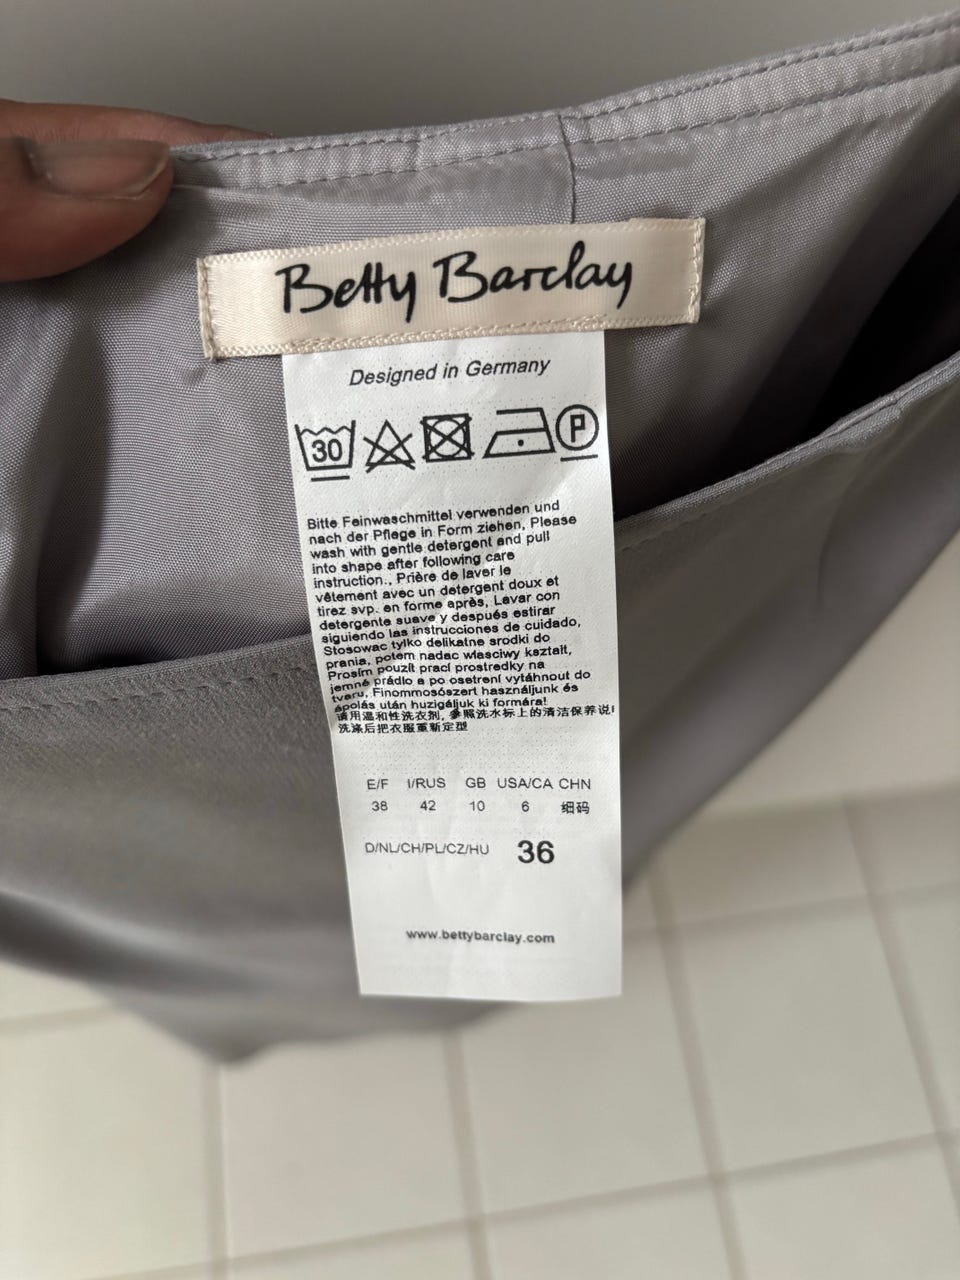 Betty Barclay
Designed in Germany
30
P
Bitte Feinwaschmittel verwenden und
nach der Pflege in Form ziehen, Please
wash with gentle detergent and pull
into shape after following care
instruction., Prière de laver le
vêtement avec un detergent doux et
tirez svp. en forme après, Lavar con
detergente suave y después estirar
siguiendo las instrucciones de cuidado,
Stosowac tylko delikatne srodki do
prania, potem nadac wlasciwy ksztalt,
Prosím pouzít prací prostredky na
jemné prádlo a po osetrení vytáhnout do
tvaru, Finommosószert használjunk és
ápolás után huzigáljuk ki formára!
请用温和性洗衣剂, 参照洗水标上的清洁保养说
洗涤后把衣服重新定型
E/F I/RUS GB USA/CA CHN
38 42 10 6 细码
D/NL/CH/PL/CZ/HU 36
www.bettybarclay.com